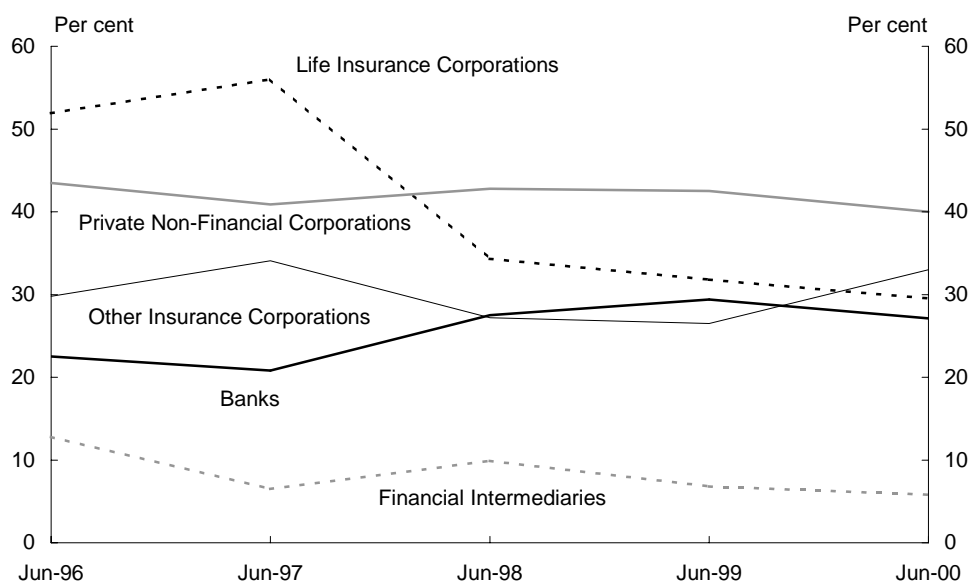 Per cent Per cent
60 60
Life Insurance Corporations
50 50
40 40
Private Non-Financial Corporations
30 30
Other Insurance Corporations
20 20
Banks
10 10
Financial Intermediaries
0 0
Jun-96 Jun-97 Jun-98 Jun-99 Jun-00